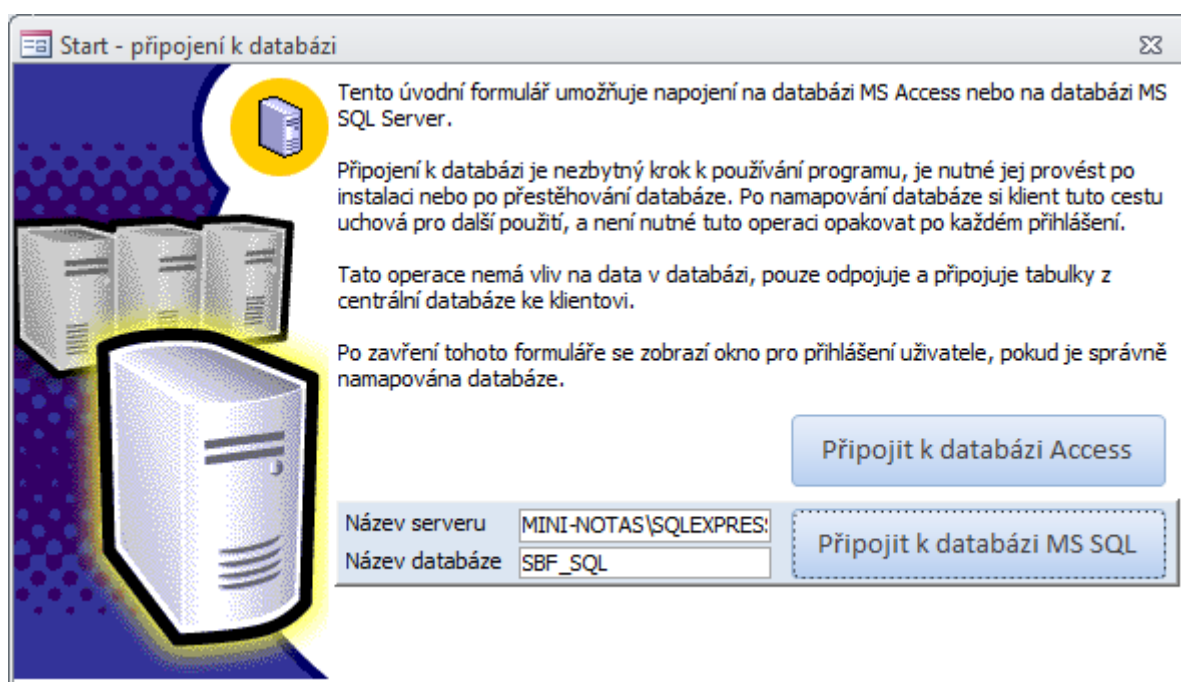 Start - připojení k databázi
Tento úvodní formulář umožňuje napojení na databázi MS Access nebo na databázi MS
SQL Server.
Připojení k databázi je nezbytný krok k používání programu, je nutné jej provést po
instalaci nebo po přestěhování databáze. Po namapování databáze si klient tuto cestu
uchová pro další použití, a není nutné tuto operaci opakovat po každém přihlášení.
Tato operace nemá vliv na data v databázi, pouze odpojuje a připojuje tabulky z
centrální databáze ke klientovi.
Po zavření tohoto formuláře se zobrazí okno pro přihlášení uživatele, pokud je správně
namapována databáze.
Připojit k databázi Access
Název serveru MINI-NOTAS\SQLEXPRES
Název databáze SBF_SQL
Připojit k databázi MS SQL